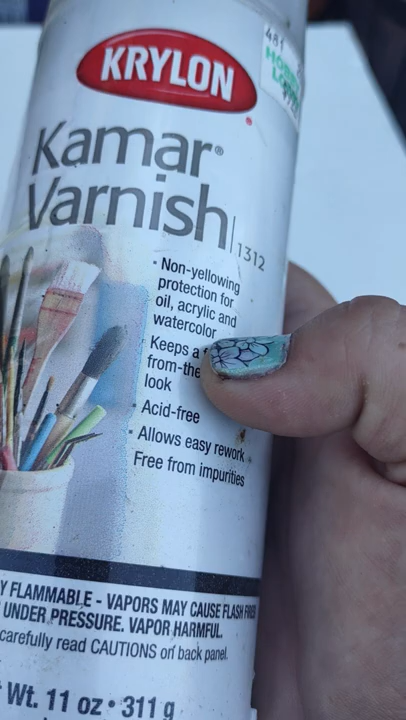 KRYLON
481
HOBBY
Kamar®
Varnish
1312
• Non-yellowing
protection for
oil, acrylic and
watercolor
Keeps a
from-the
look
Acid-free
• Allows easy rework
Free from impurities
Y FLAMMABLE - VAPORS MAY CAUSE FLASH
UNDER PRESSURE. VAPOR HARMFUL.
carefully read CAUTIONS on back panel.
Wt. 11 oz • 311 g